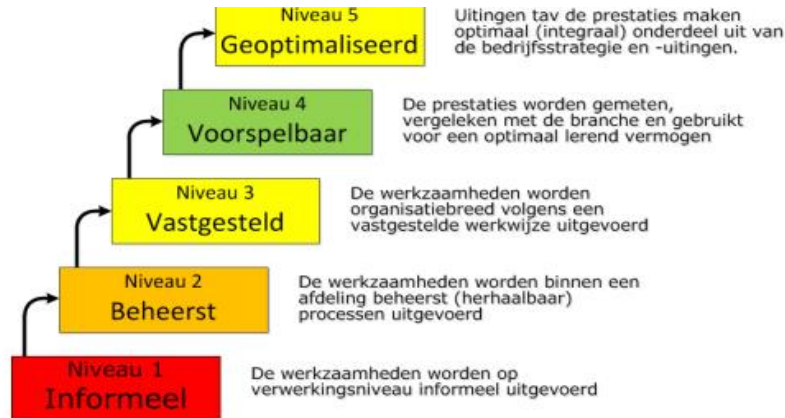 Niveau 5
Geoptimaliseerd
Uitingen tav de prestaties maken
optimaal (integraal) onderdeel uit van
de bedrijfsstrategie en -uitingen.
Niveau 4
Voorspelbaar
De prestaties worden gemeten,
vergeleken met de branche en gebruikt
voor een optimaal lerend vermogen
Niveau 3
Vastgesteld
De werkzaamheden worden
organisatiebreed volgens een
vastgestelde werkwijze uitgevoerd
Niveau 2
Beheerst
De werkzaamheden worden binnen een
afdeling beheerst (herhaalbaar)
processen uitgevoerd
Niveau 1
Informeel
De werkzaamheden worden op
verwerkingsniveau informeel uitgevoerd